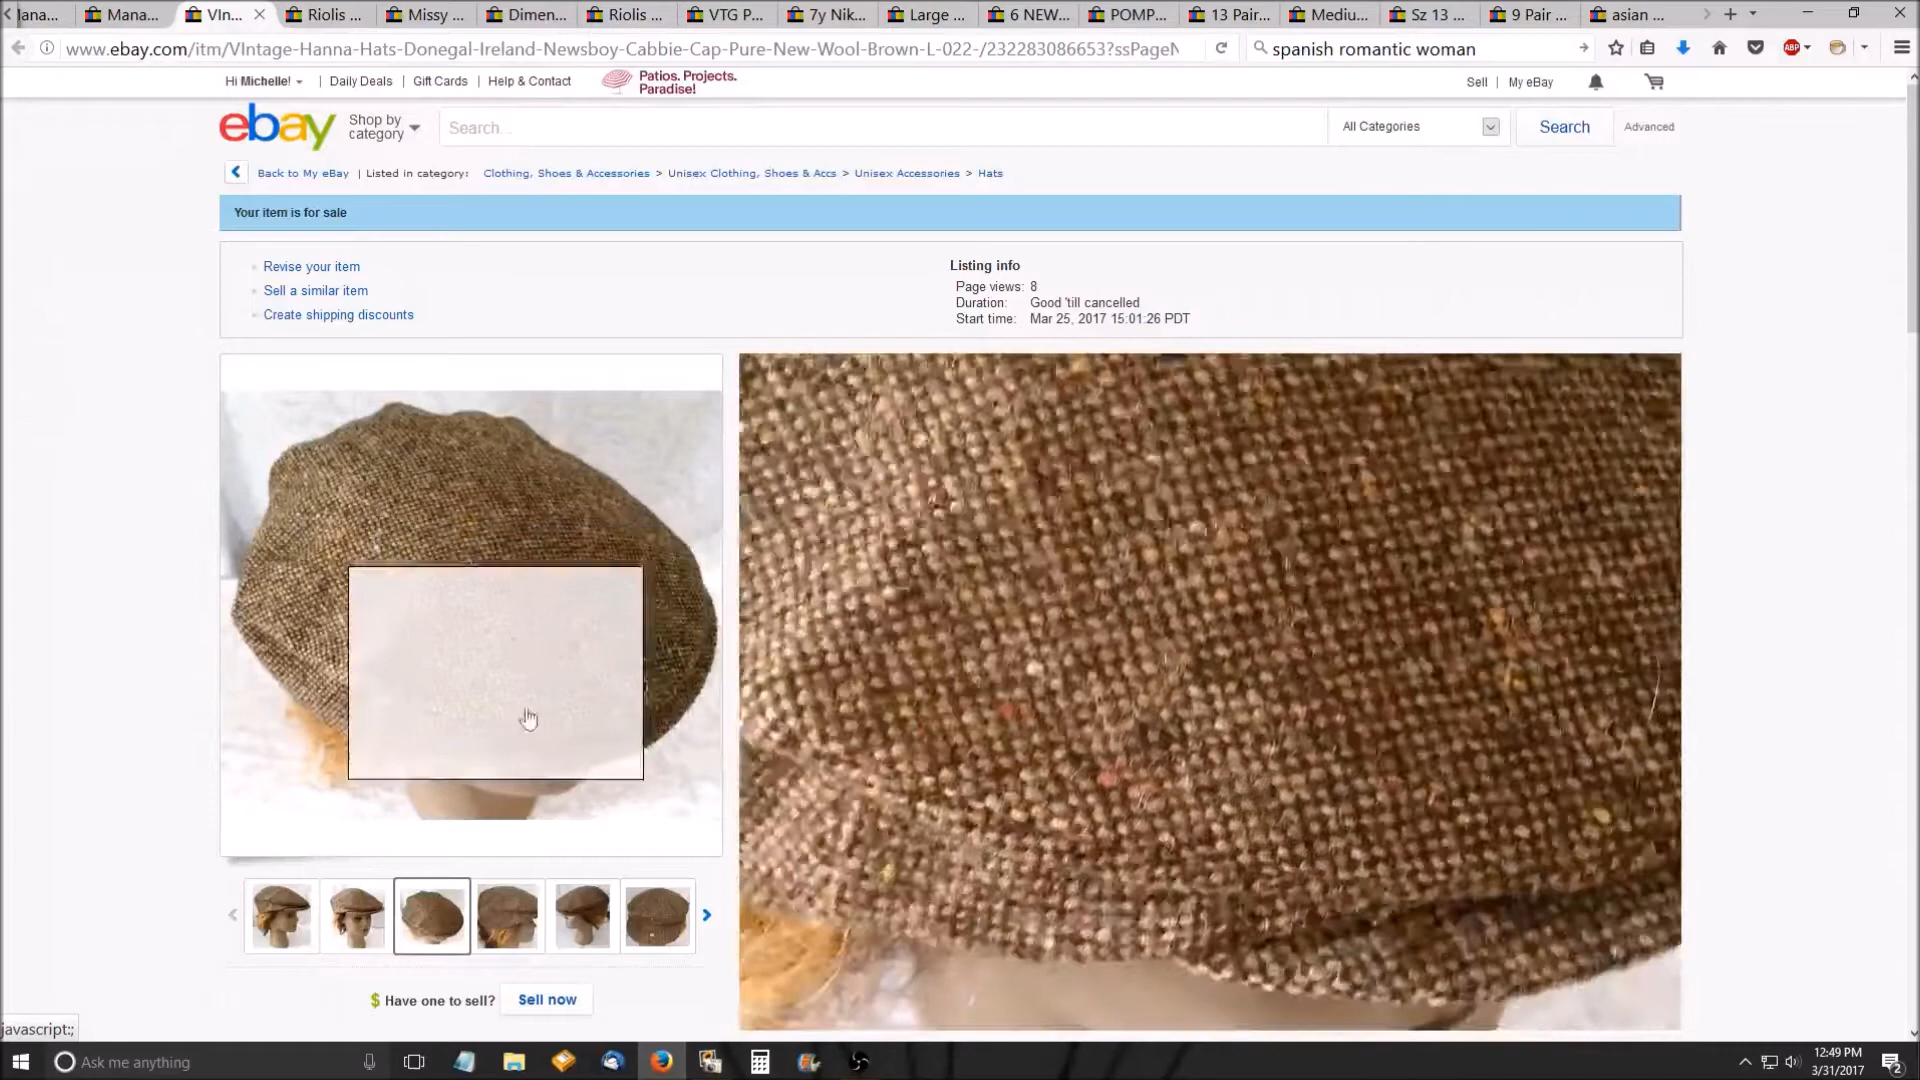 lana...
Mana...
VIn...
Riolis ...
Missy ...
Dimen...
Riolis ...
VTG P...
7y Nik...
Large ...
6 NEW...
POMP...
13 Pair...
Mediu...
Sz 13 ...
9 Pair ...
asian ...
www.ebay.com/itm/VIntage-Hanna-Hats-Donegal-Ireland-Newsboy-Cabbie-Cap-Pure-New-Wool-Brown-L-022-/232283086653?ssPageN
spanish romantic woman
ABP
Hi Michelle!
Daily Deals
Gift Cards
Help & Contact
Patios. Projects.
Paradise!
Sell
My eBay
ebay
Shop by
category
Search...
All Categories
Search
Advanced
Back to My eBay | Listed in category: Clothing, Shoes & Accessories > Unisex Clothing, Shoes & Accs > Unisex Accessories > Hats
Your item is for sale
Revise your item
Sell a similar item
Create shipping discounts
Listing info
Page views: 8
Duration: Good 'till cancelled
Start time: Mar 25, 2017 15:01:26 PDT
$ Have one to sell? Sell now
javascript:;
Ask me anything
12:49 PM
3/31/2017
2